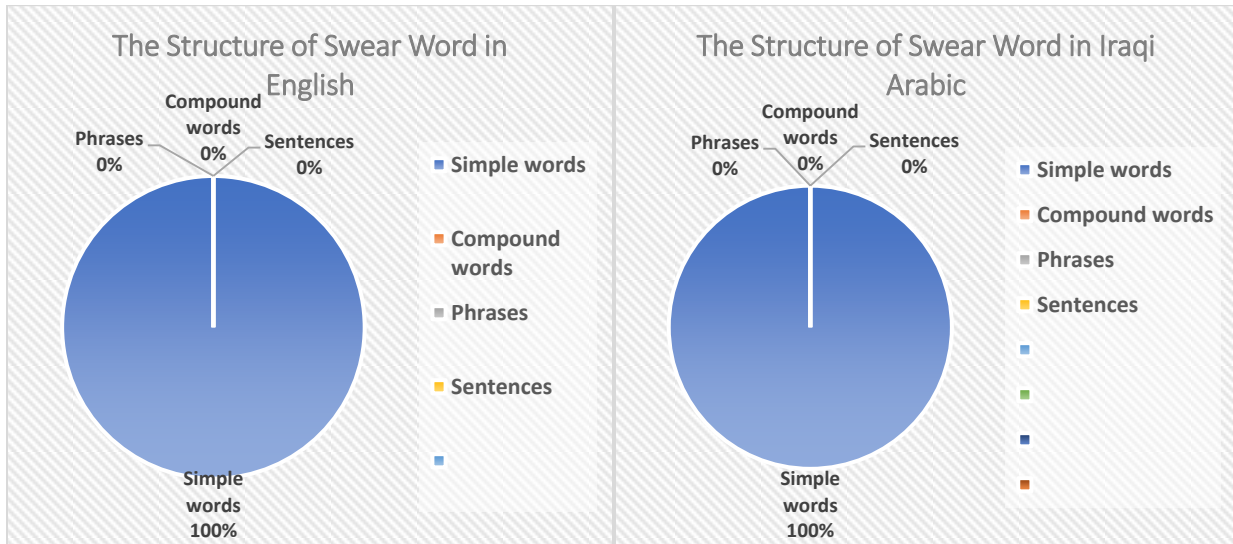 The Structure of Swear Word in
English
Compound
words
0%
Phrases
0%
Sentences
0%
Simple words
Compound
words
Phrases
Sentences
Simple
words
100%
The Structure of Swear Word in Iraqi
Arabic
Compound
words
0%
Phrases
0%
Sentences
0%
Simple words
Compound words
Phrases
Sentences
Simple
words
100%